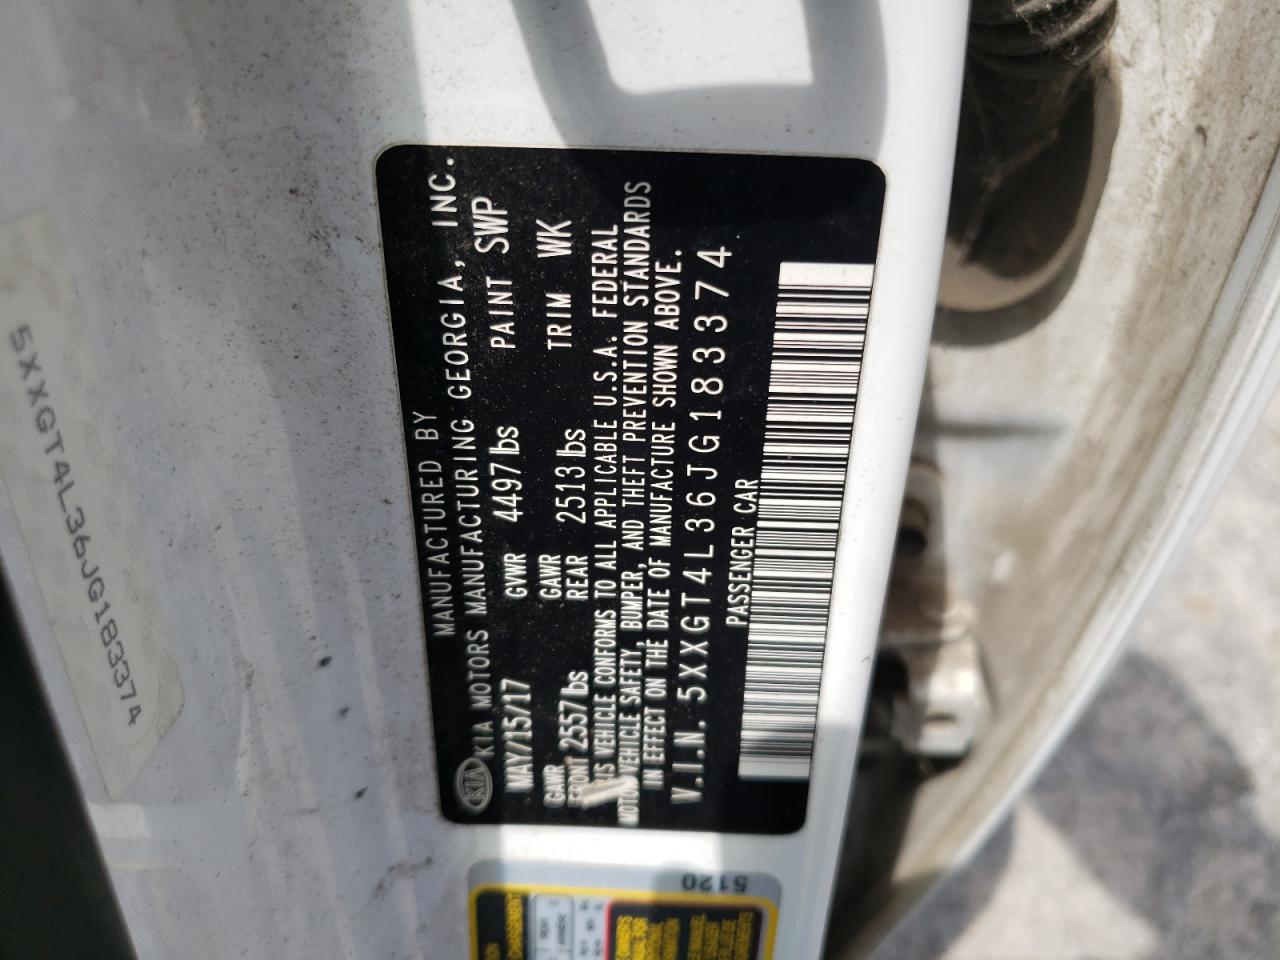 5XXGT4L36JG183374
MANUFACTURED BY
KIA KIA MOTORS MANUFACTURING GEORGIA, INC.
MAY/15/17 GVWR 4497 lbs PAINT SWP
GAWR FRONT 2557 lbs GAWR REAR 2513 lbs TRIM WK
THIS VEHICLE CONFORMS TO ALL APPLICABLE U.S.A. FEDERAL
MOTOR VEHICLE SAFETY, BUMPER, AND THEFT PREVENTION STANDARDS
IN EFFECT ON THE DATE OF MANUFACTURE SHOWN ABOVE.
V.I.N. 5XXGT4L36JG183374
PASSENGER CAR
5120